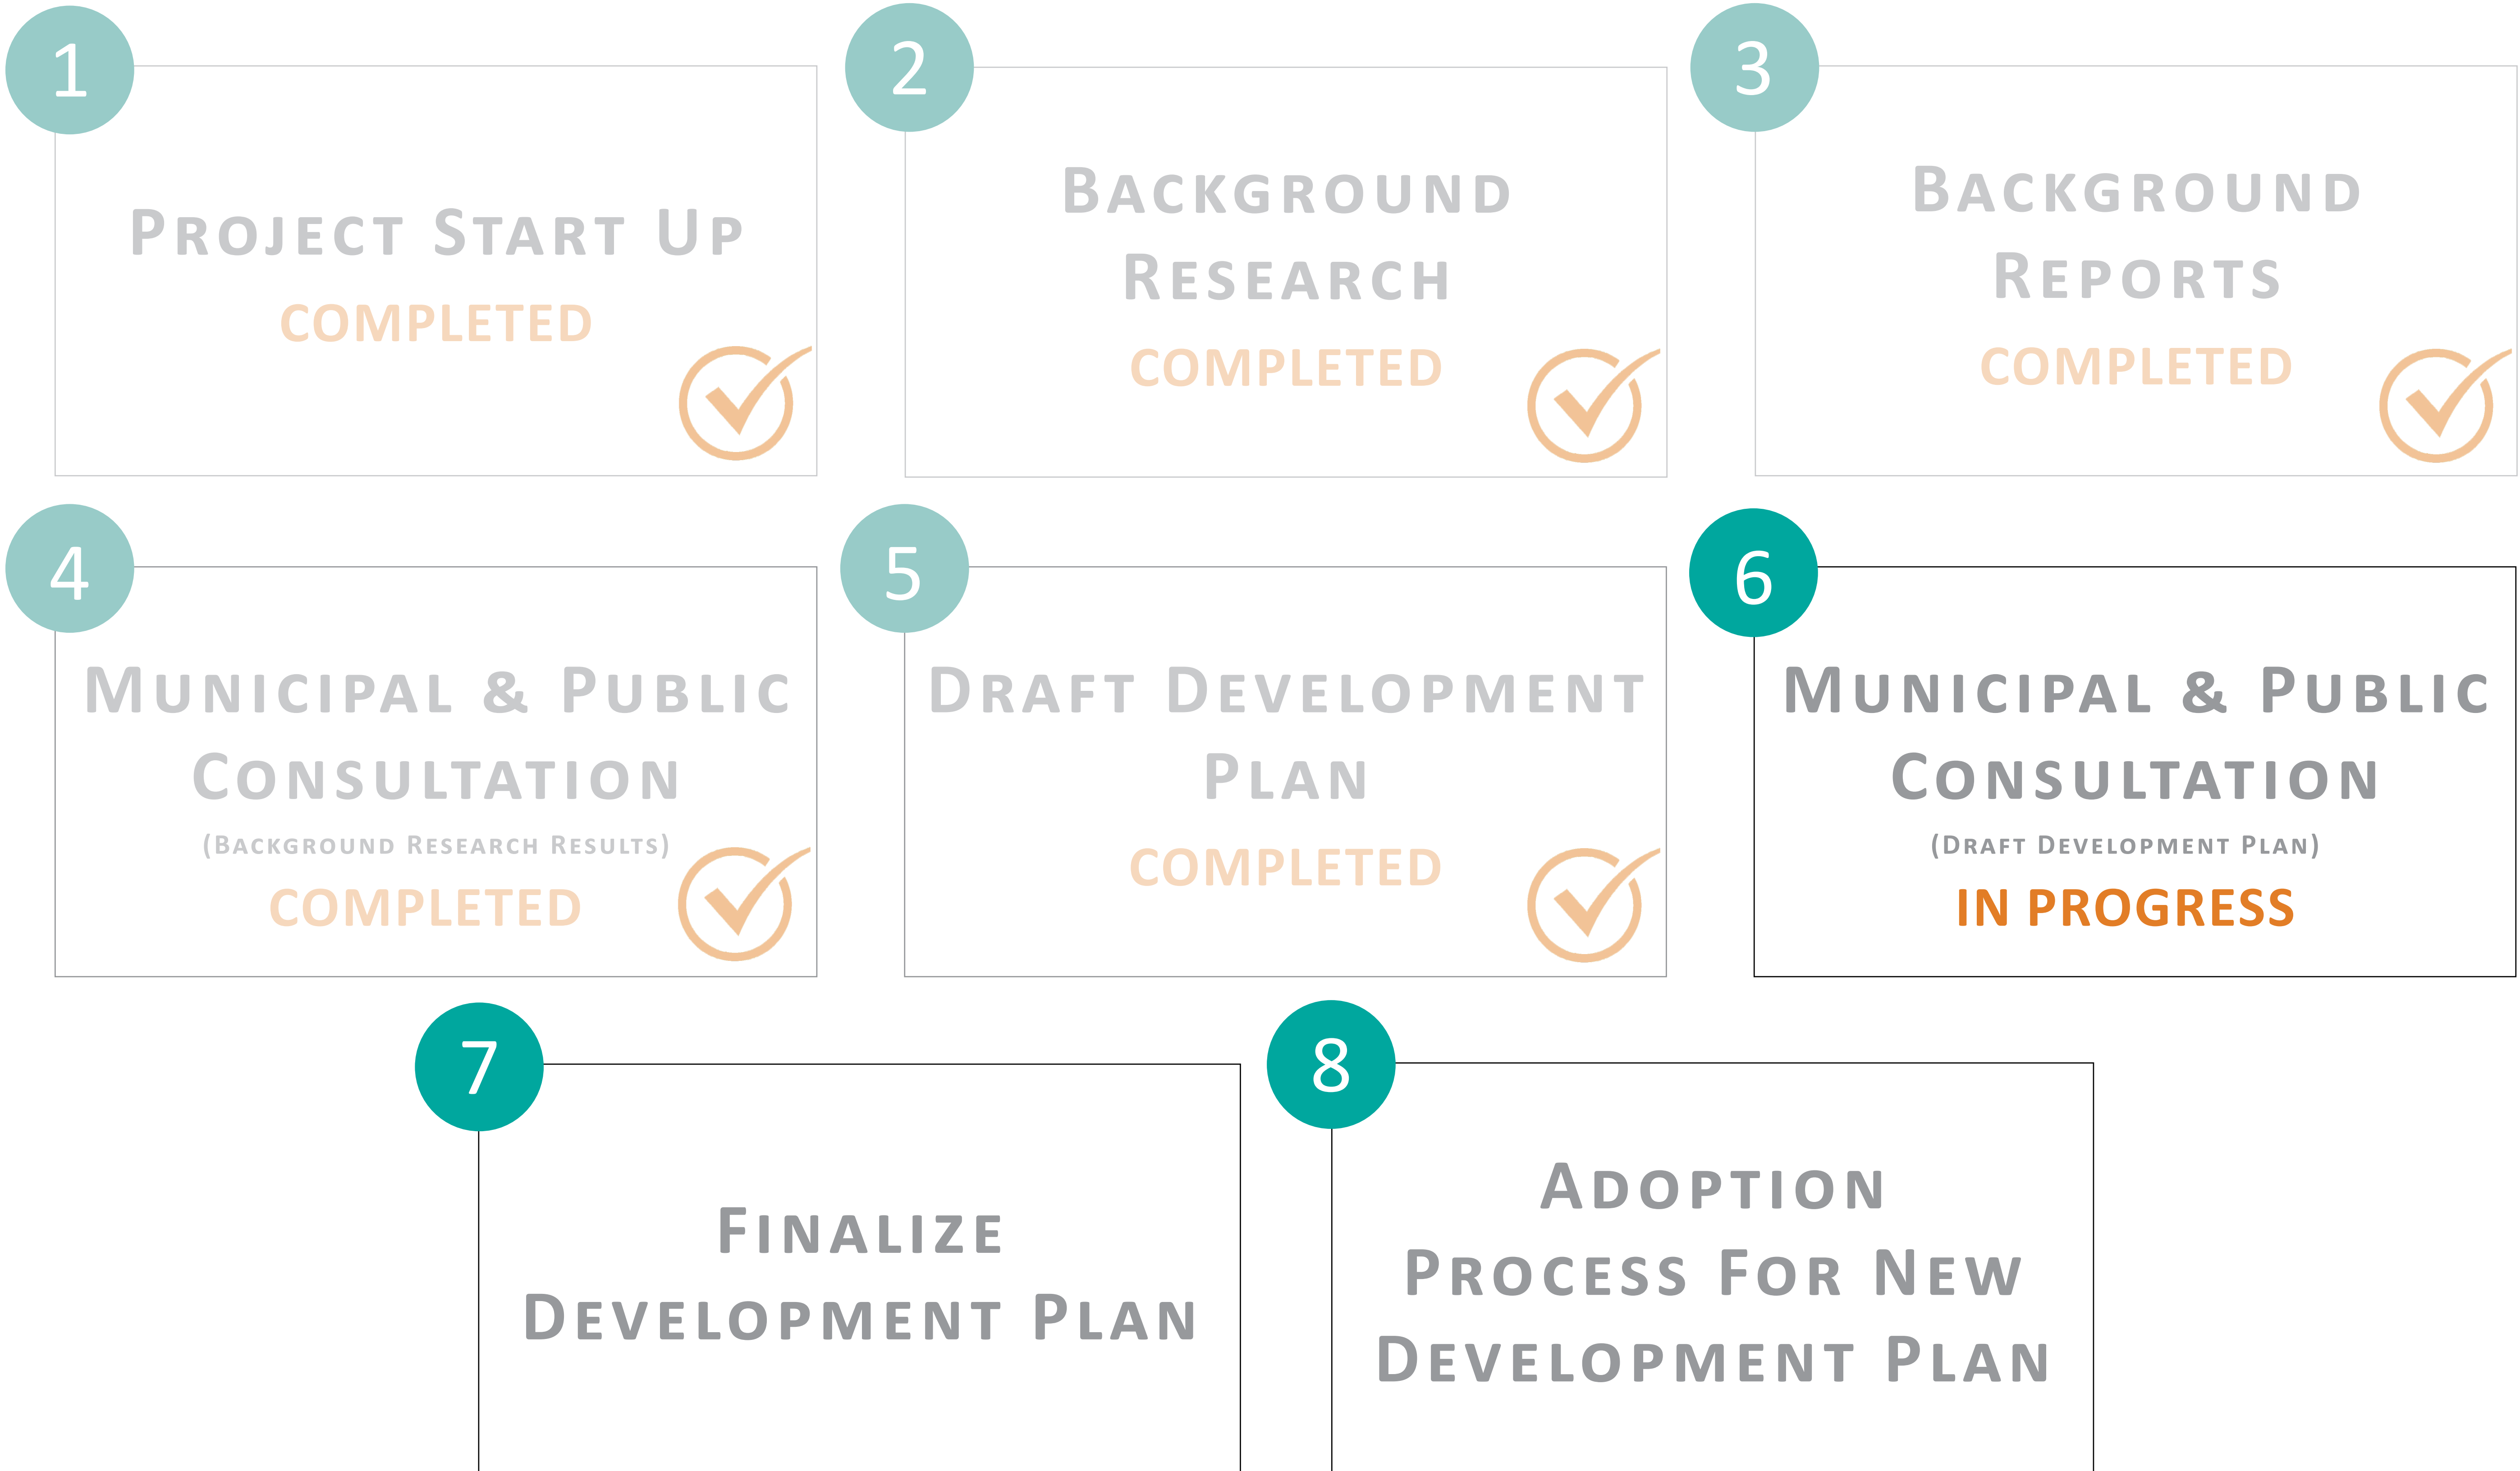 1
Project Start Up
COMPLETED
2
Background
Research
COMPLETED
3
Background
Reports
COMPLETED
4
Municipal & Public
Consultation
(Background Research Results)
COMPLETED
5
Draft Development
Plan
COMPLETED
6
Municipal & Public
Consultation
(Draft Development Plan)
IN PROGRESS
7
Finalize
Development Plan
8
Adoption
Process For New
Development Plan